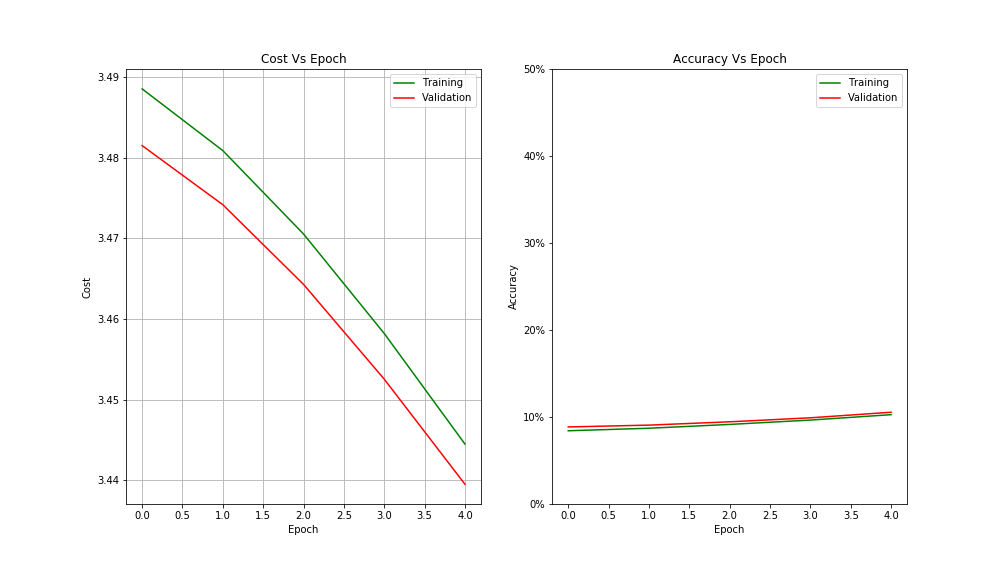 Cost Vs Epoch
3.49
3.48
3.47
3.46
3.45
3.44
Cost
0.0 0.5 1.0 1.5 2.0 2.5 3.0 3.5 4.0
Epoch
Training
Validation
Accuracy Vs Epoch
50%
40%
30%
20%
10%
0%
Accuracy
0.0 0.5 1.0 1.5 2.0 2.5 3.0 3.5 4.0
Epoch
Training
Validation